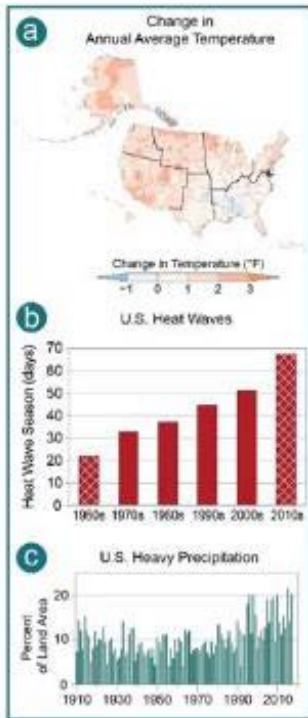 a
Change in
Annual Average Temperature
Change in Temperature (°F)
−1 0 1 2 3
b
U.S. Heat Waves
Heat Wave Season (days)
70
60
50
40
30
20
10
0
1960s 1970s 1980s 1990s 2000s 2010s
c
U.S. Heavy Precipitation
Percent
of Land Area
20
10
0
1910 1930 1950 1970 1990 2010